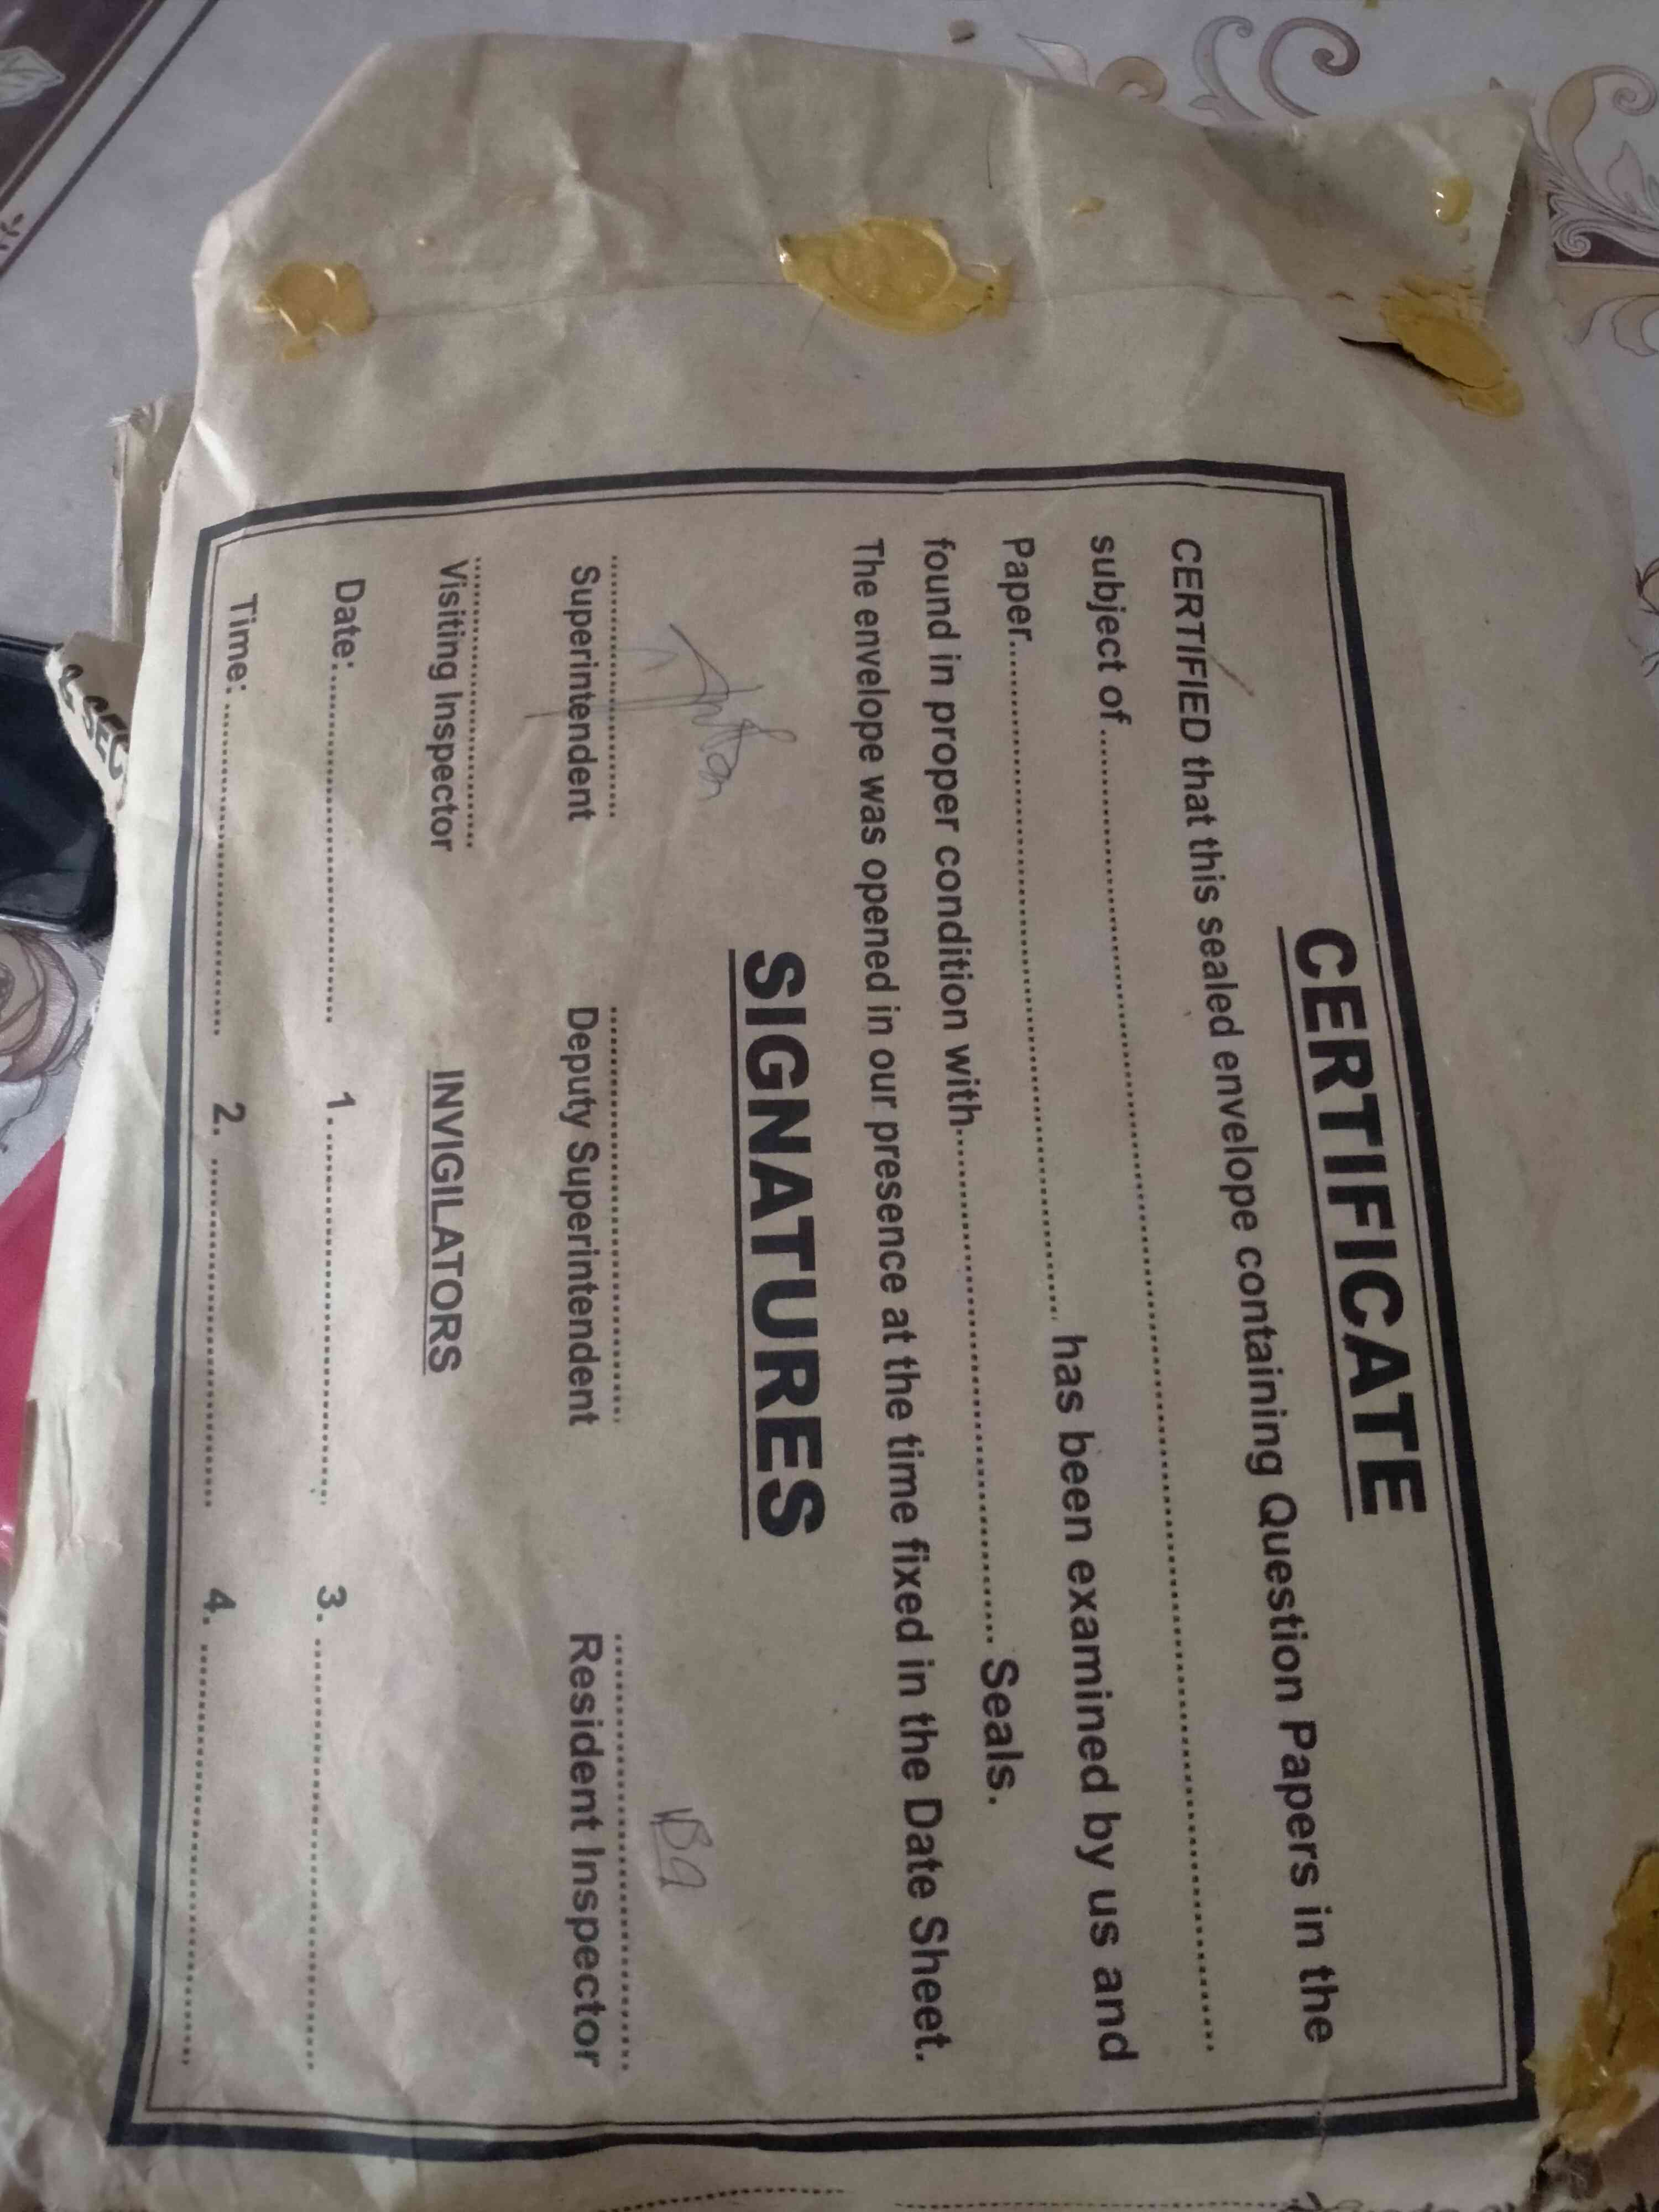 CERTIFICATE
CERTIFIED that this sealed envelope containing Question Papers in the
subject of ..........................................................................................
Paper.................................................. has been examined by us and
found in proper condition with........................................ Seals.
The envelope was opened in our presence at the time fixed in the Date Sheet.
SIGNATURES
Superintendent Deputy Superintendent Resident Inspector
Visiting Inspector INVIGILATORS
Date:.............................. 1. .............................. 3. ..............................
Time: .............................. 2. .............................. 4. ..............................
& SEC